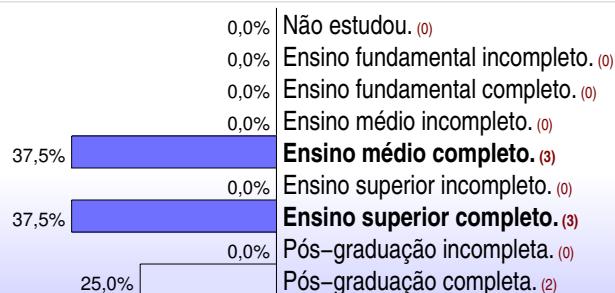 0,0% Não estudou. (0)
0,0% Ensino fundamental incompleto. (0)
0,0% Ensino fundamental completo. (0)
0,0% Ensino médio incompleto. (0)
37,5% Ensino médio completo. (3)
0,0% Ensino superior incompleto. (0)
37,5% Ensino superior completo. (3)
0,0% Pós−graduação incompleta. (0)
25,0% Pós−graduação completa. (2)